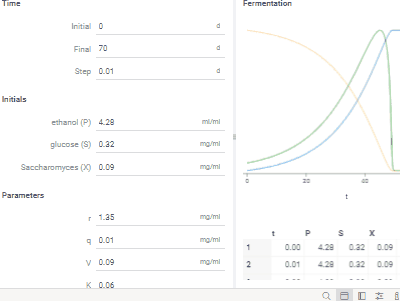 Time
Initial 0 d
Final 70 d
Step 0.01 d
Initials
ethanol (P) 4.28 ml/ml
glucose (S) 0.32 mg/ml
Saccharomyces (X) 0.09 mg/ml
Parameters
r 1.35 mg/ml
q 0.01 mg/ml
V 0.09 mg/ml
K 0.06
Fermentation
0 20 40
t
t P S X
1 0.00 4.28 0.32 0.09
2 0.01 4.28 0.32 0.09